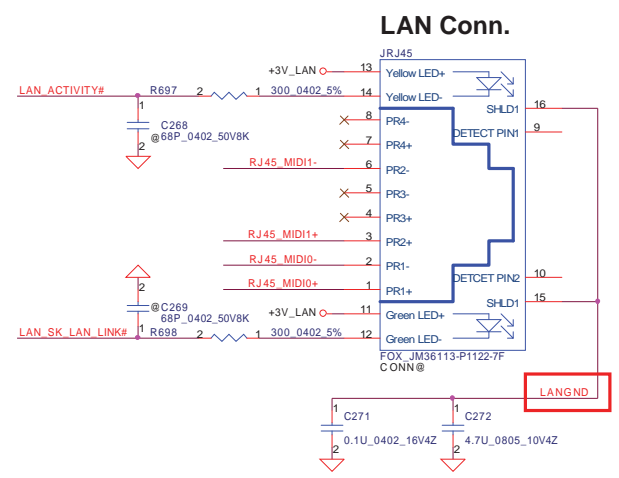 LAN Conn.
JRJ45
+3V_LAN 13 Yellow LED+
LAN_ACTIVITY# R697 2 1 300_0402_5% 14 Yellow LED-
SHLD1 16
1
C268
@68P_0402_50V8K
2
8 PR4-
DETECT PIN1 9
7 PR4+
RJ45_MIDI1- 6 PR2-
5 PR3-
4 PR3+
RJ45_MIDI1+ 3 PR2+
RJ45_MIDI0- 2 PR1-
DETCET PIN2 10
RJ45_MIDI0+ 1 PR1+
2
@C269
68P_0402_50V8K
1
SHLD1 15
+3V_LAN 11 Green LED+
LAN_SK_LAN_LINK# R698 2 1 300_0402_5% 12 Green LED-
FOX_JM36113-P1122-7F
CONN@
LANGND
1 C271
0.1U_0402_16V4Z
2
1 C272
4.7U_0805_10V4Z
2